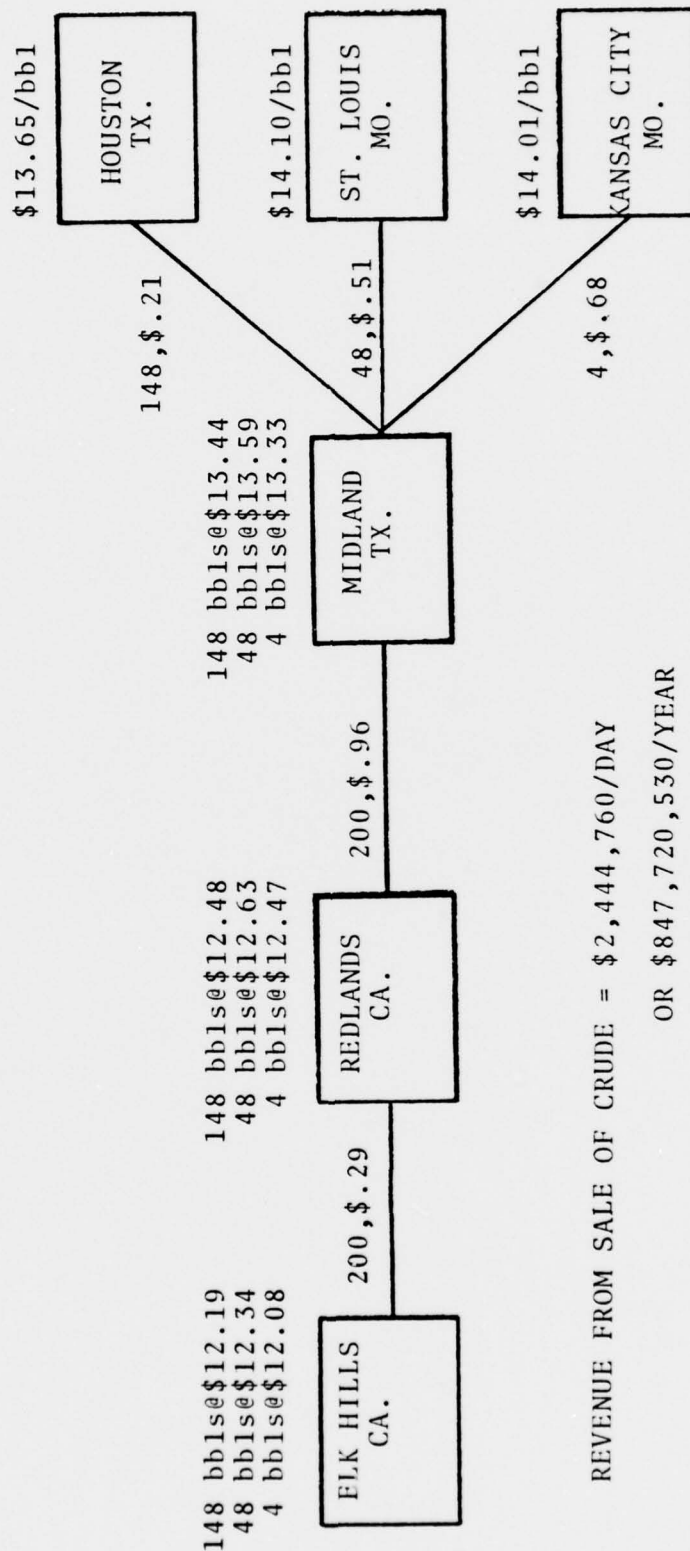 148 bbls@$12.19
48 bbls@$12.34
4 bbls@$12.08
ELK HILLS
CA.
200,$.29
148 bbls@$12.48
48 bbls@$12.63
4 bbls@$12.47
REDLANDS
CA.
200,$.96
148 bbls@$13.44
48 bbls@$13.59
4 bbls@$13.33
MIDLAND
TX.
148,$.21
48,$.51
4,$.68
$13.65/bbl
HOUSTON
TX.
$14.10/bbl
ST. LOUIS
MO.
$14.01/bbl
KANSAS CITY
MO.
REVENUE FROM SALE OF CRUDE = $2,444,760/DAY
OR $847,720,530/YEAR